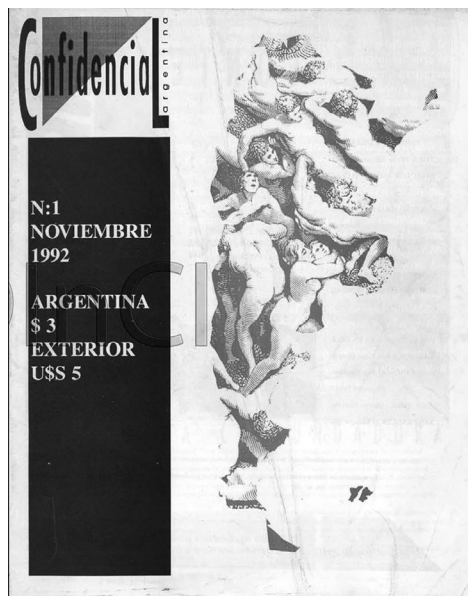 Confidencial
argentina
N:1
NOVIEMBRE
1992
ARGENTINA
$ 3
EXTERIOR
U$S 5